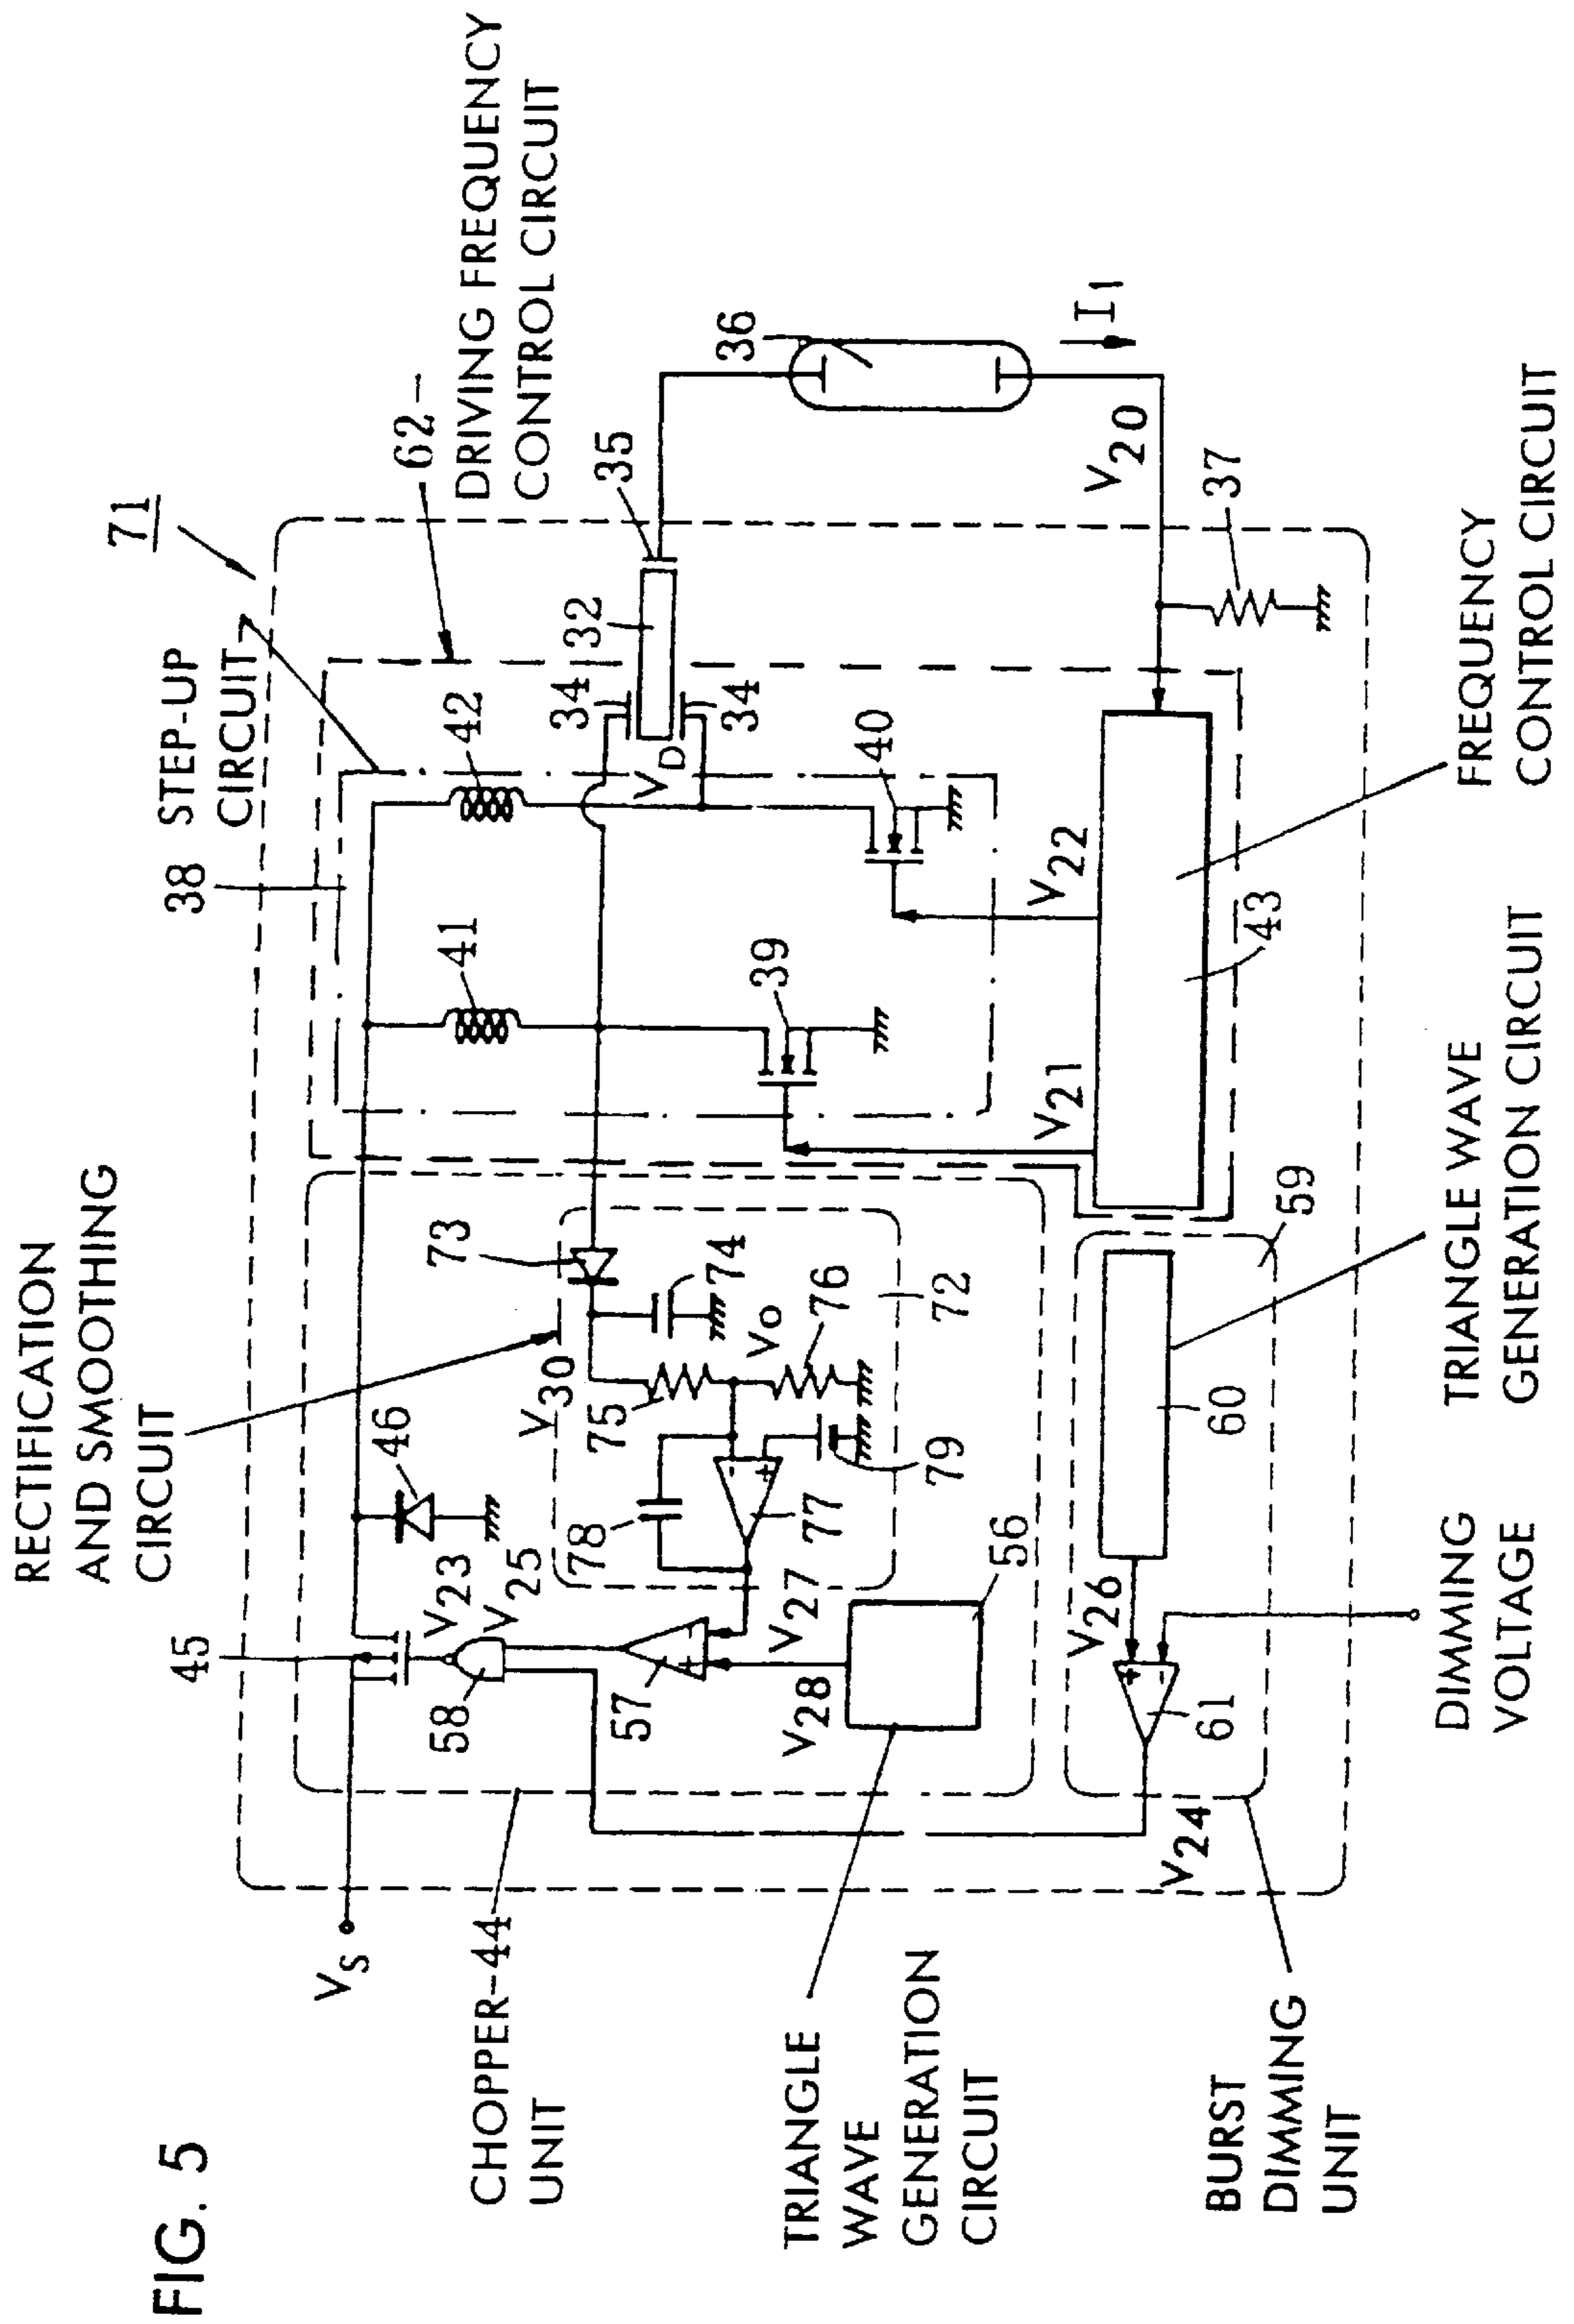 FIG. 5
RECTIFICATION
AND SMOOTHING
CIRCUIT
STEP-UP
CIRCUIT
71
62-
DRIVING FREQUENCY
CONTROL CIRCUIT
38
42
41
34
32
35
34
V D
36
I1
V20
37
40
39
V22
V21
43
FREQUENCY
CONTROL CIRCUIT
VS
45
46
V23
V25
58
57
V30
73
74
75
76
Vo
72
78
77
79
V27
V28
56
CHOPPER-44
UNIT
TRIANGLE
WAVE
GENERATION
CIRCUIT
59
60
V26
61
V24
+
-
+
-
-
+
BURST
DIMMING
UNIT
DIMMING
VOLTAGE
TRIANGLE WAVE
GENERATION CIRCUIT